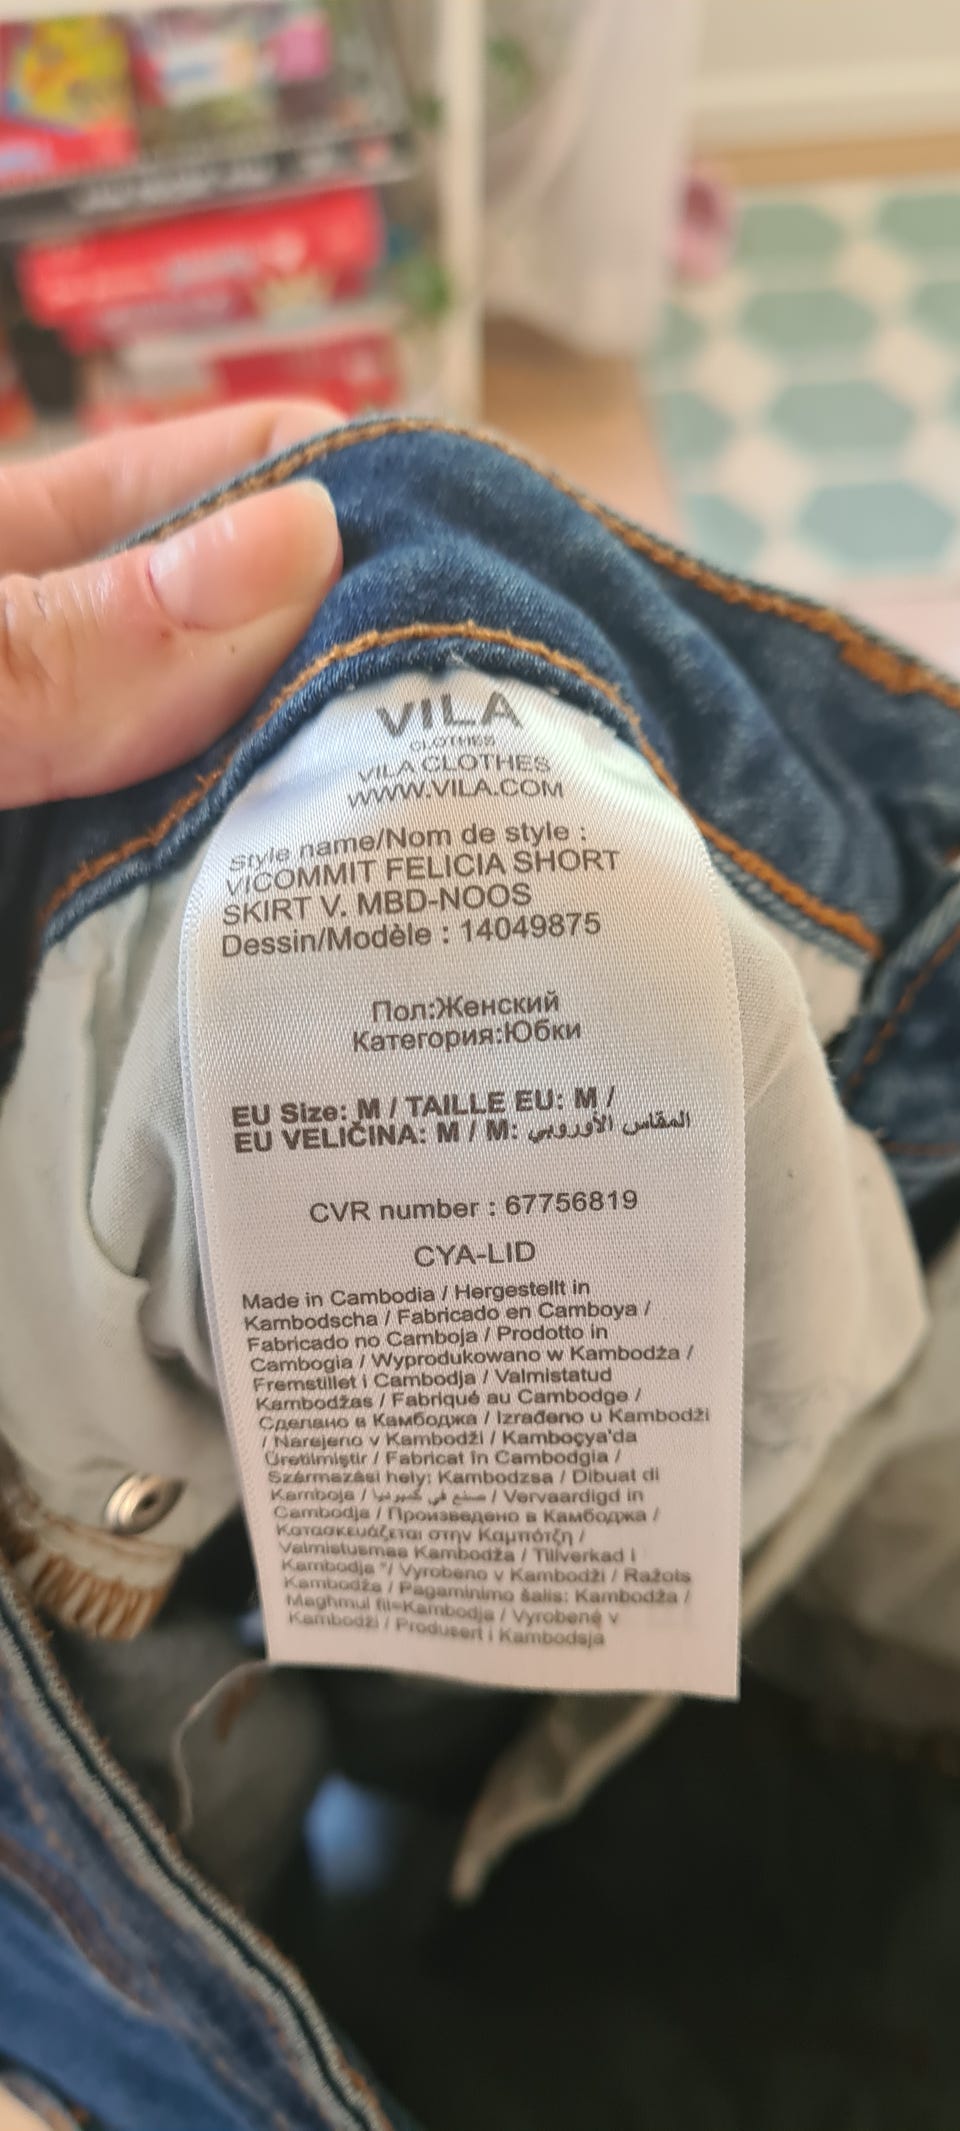 VILA
CLOTHES
VILA CLOTHES
WWW.VILA.COM
Style name/Nom de style :
VICOMMIT FELICIA SHORT
SKIRT V. MBD-NOOS
Dessin/Modèle : 14049875
Пол:Женский
Категория:Юбки
EU Size: M / TAILLE EU: M /
EU VELIČINA: M / M: المقاس الأوروبي
CVR number : 67756819
CYA-LID
Made in Cambodia / Hergestellt in
Kambodscha / Fabricado en Camboya /
Fabricado no Camboja / Prodotto in
Cambogia / Wyprodukowano w Kambodża /
Fremstillet i Cambodja / Valmistatud
Kambodžas / Fabriqué au Cambodge /
Сделано в Камбоджа / Izrađeno u Kambodži
/ Narejeno v Kambodži / Kamboçya'da
Üretilmiştir / Fabricat în Cambodgia /
Származási hely: Kambodzsa / Dibuat di
Kamboja / صنع في كمبوديا / Vervaardigd in
Cambodja / Произведено в Камбоджа /
Κατασκευάζεται στην Καμπότζη /
Valmistusmaa Kambodža / Tillverkad i
Kambodja / Vyrobeno v Kambodži / Ražots
Kambodža / Pagaminimo šalis: Kambodža /
Maghmul fil=Kambodja / Vyrobené v
Kambodži / Produsert i Kambodsja